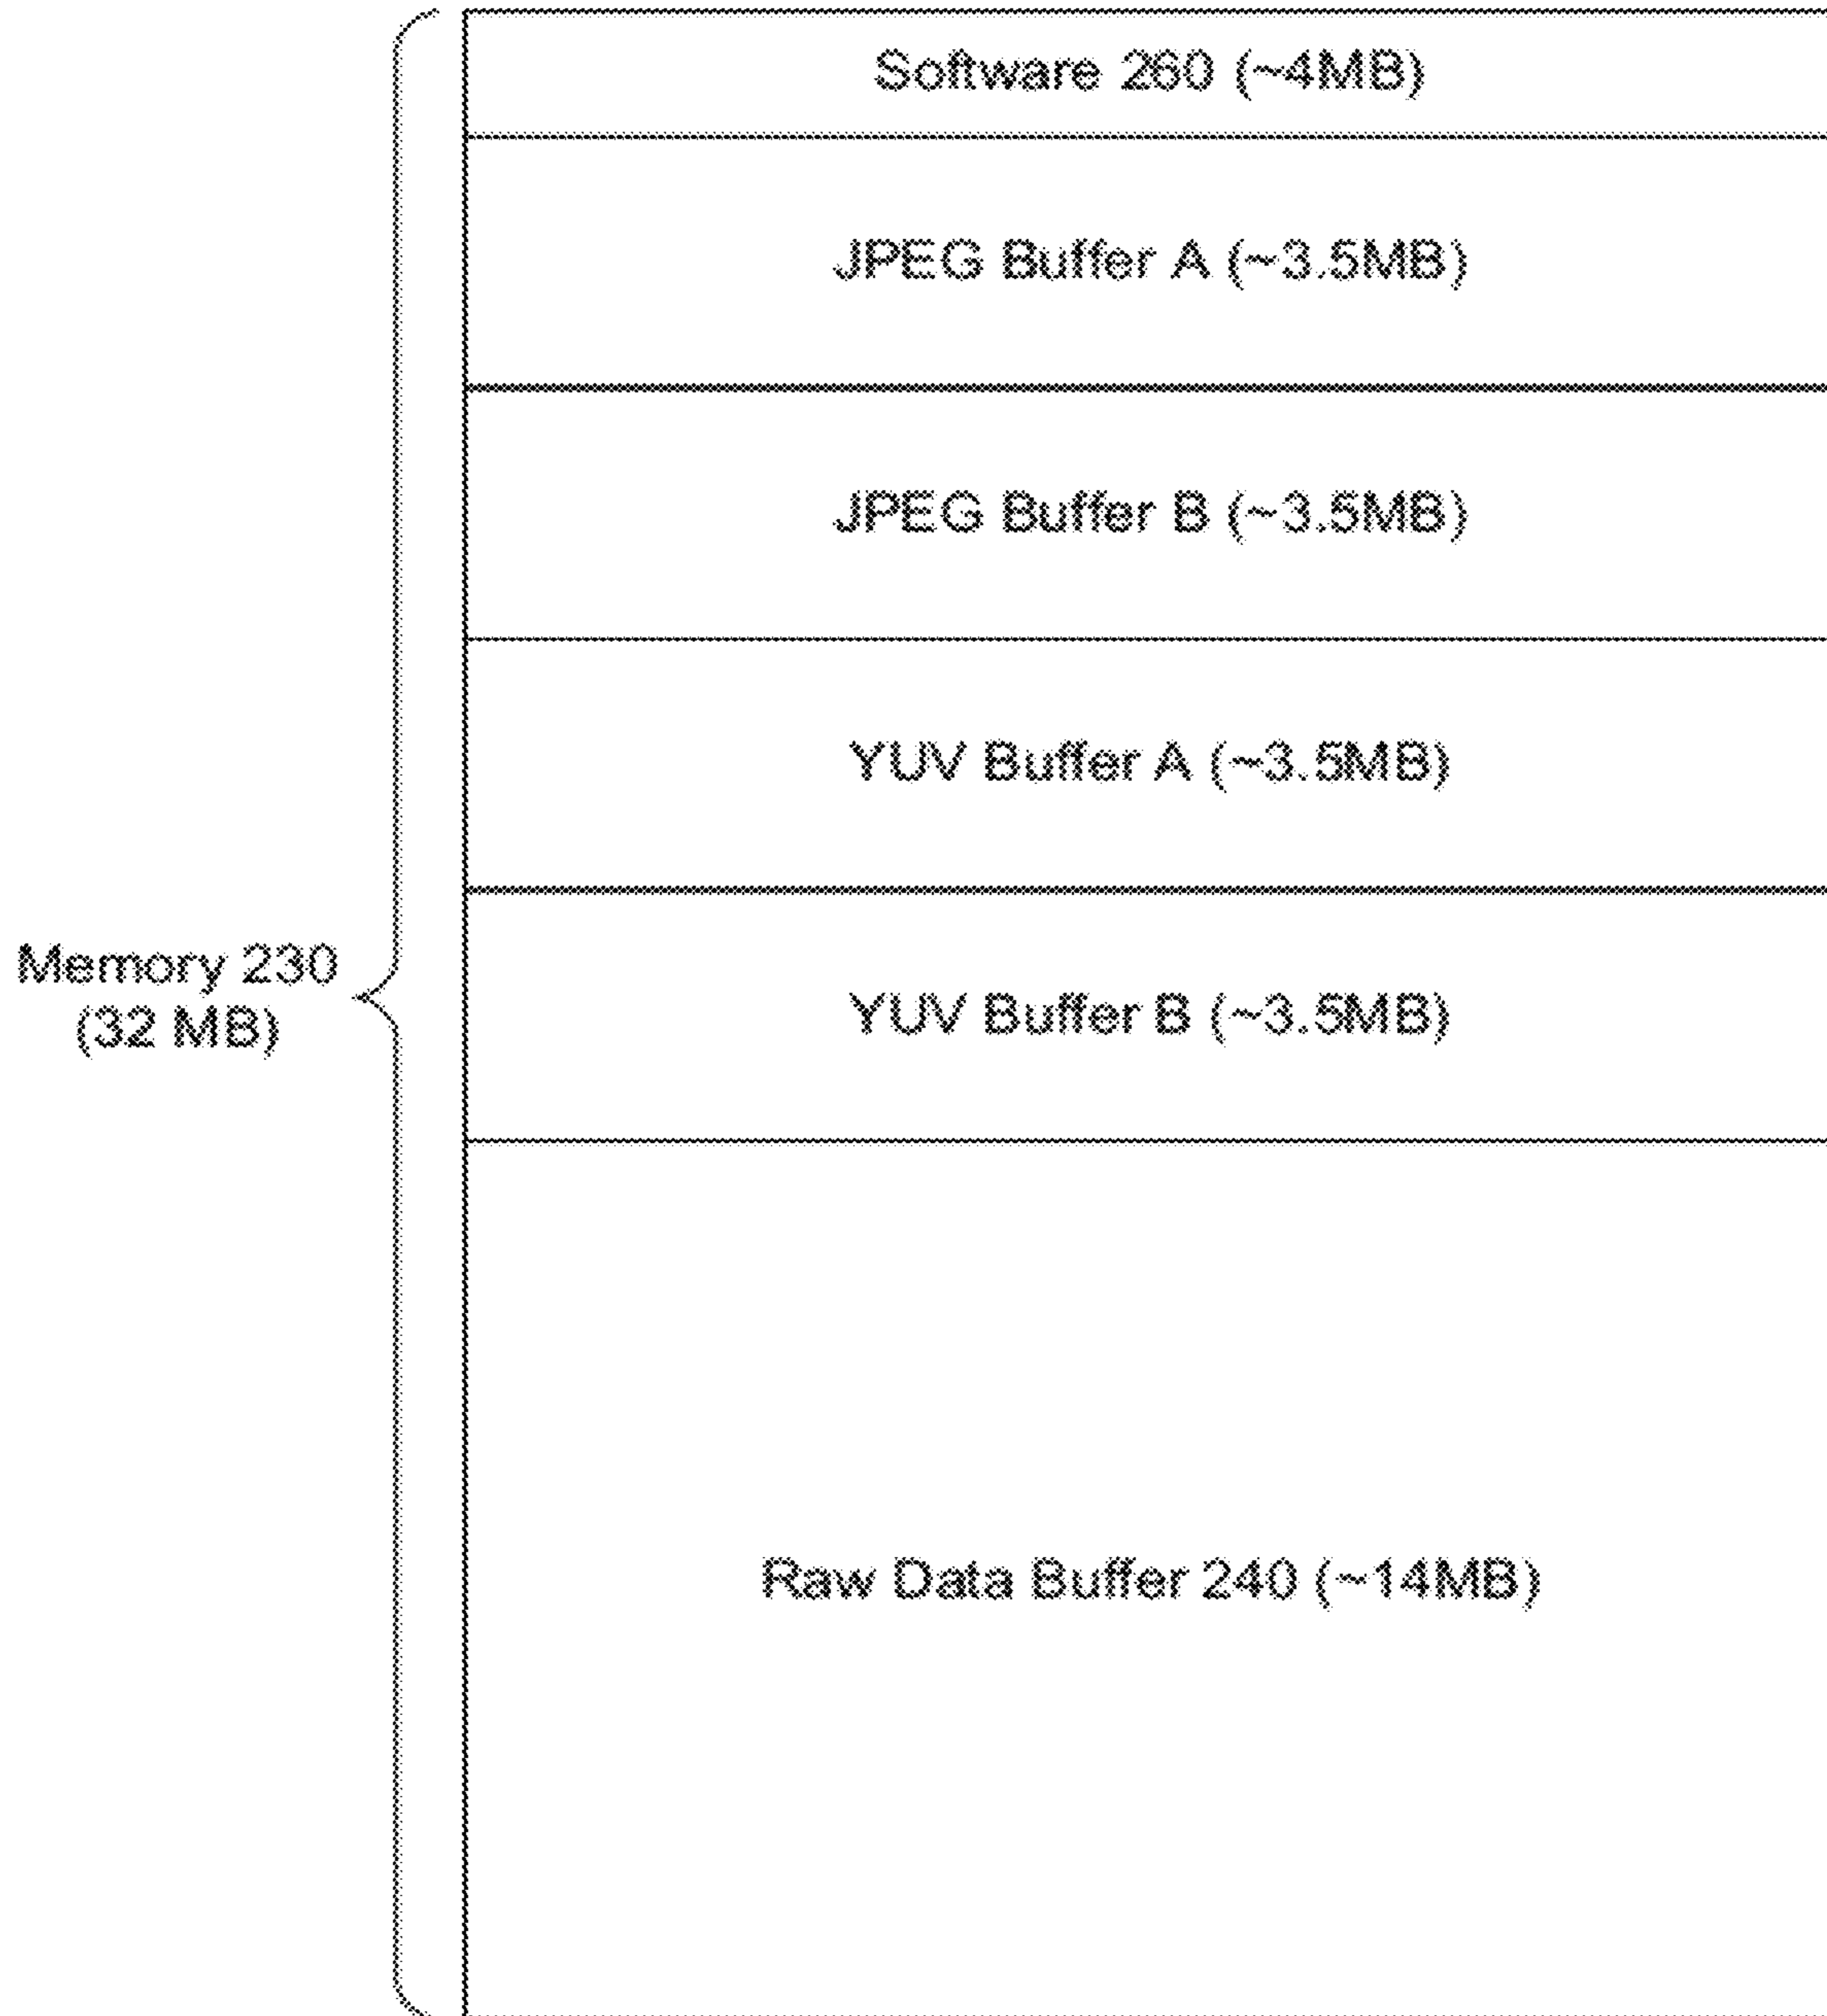 Software 260 (~4MB)
JPEG Buffer A (~3.5MB)
JPEG Buffer B (~3.5MB)
YUV Buffer A (~3.5MB)
Memory 230
(32 MB)
YUV Buffer B (~3.5MB)
Raw Data Buffer 240 (~14MB)